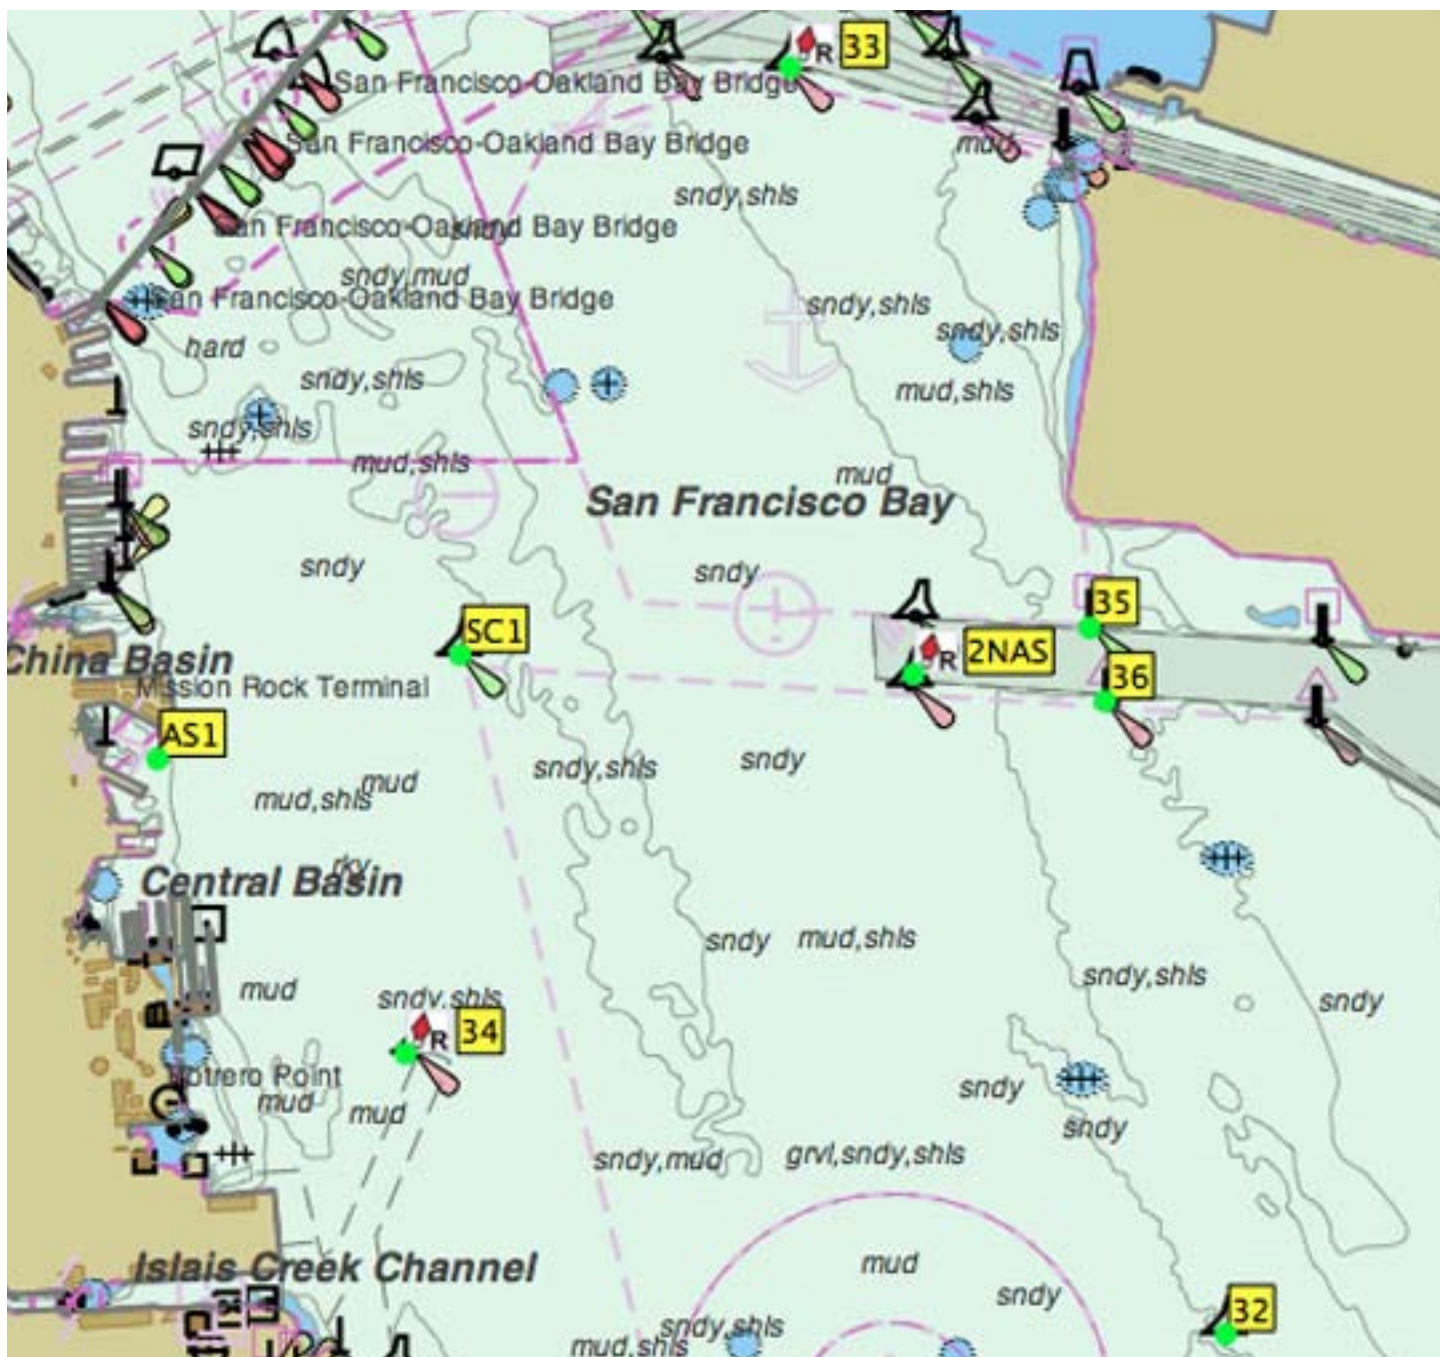 33
R
San Francisco-Oakland Bay Bridge
San Francisco-Oakland Bay Bridge
mud
sndy,shls
San Francisco-Oakland Bay Bridge
sndy,mud
San Francisco-Oakland Bay Bridge
sndy,shls
sndy,shls
hard
sndy,shls
mud,shls
sndy,shls
mud,shls
mud
San Francisco Bay
sndy
sndy
35
SC1
R
2NAS
China Basin
36
Mission Rock Terminal
AS1
sndy,shls
sndy
mud
mud,shls
rky
Central Basin
sndy
mud,shls
sndy,shls
mud
sndy,shls
sndy
R
34
Potrero Point
sndy
mud
mud
sndy
sndy,mud
grvl,sndy,shls
Islais Creek Channel
mud
sndy
32
sndy,shls
mud,shls